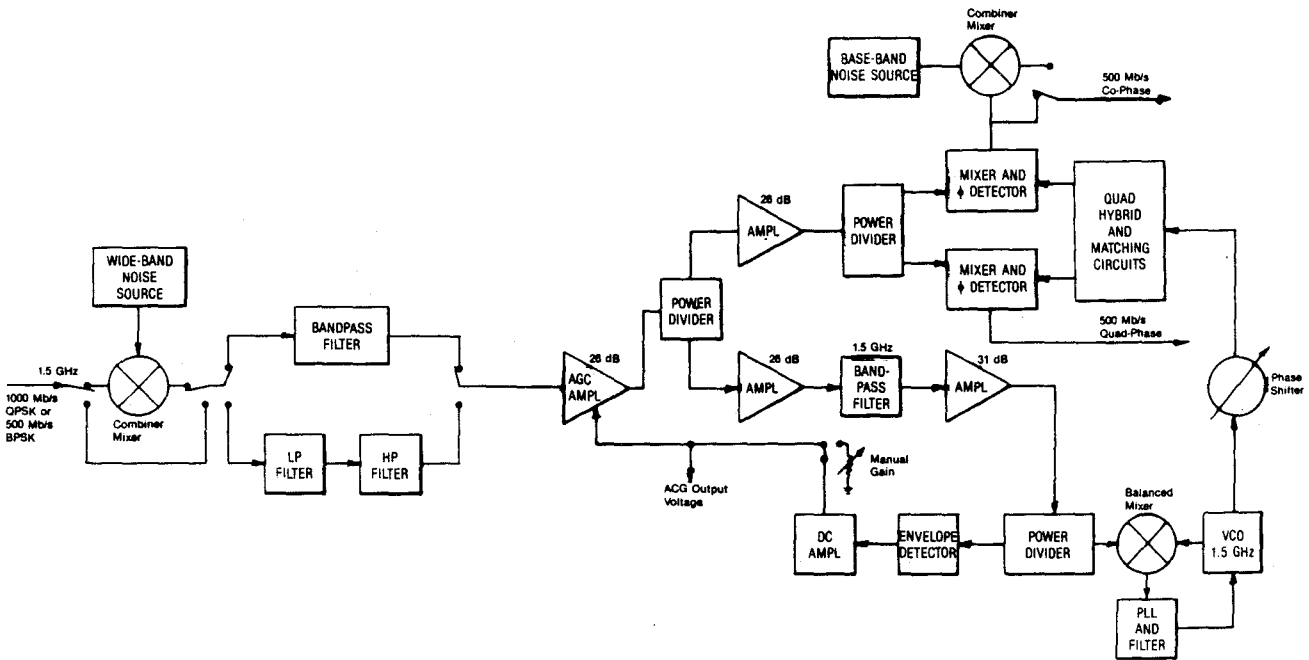 Combiner
Mixer
BASE-BAND
NOISE SOURCE
500 Mb/s
Co-Phase
MIXER AND
ϕ DETECTOR
QUAD
HYBRID
AND
MATCHING
CIRCUITS
26 dB
AMPL
POWER
DIVIDER
MIXER AND
ϕ DETECTOR
500 Mb/s
Quad-Phase
WIDE-BAND
NOISE
SOURCE
BANDPASS
FILTER
1.5 GHz
1000 Mb/s
QPSK or
500 Mb/s
BPSK
Combiner
Mixer
LP
FILTER
HP
FILTER
26 dB
AGC
AMPL
POWER
DIVIDER
26 dB
AMPL
1.5 GHz
BAND-
PASS
FILTER
31 dB
AMPL
Phase
Shifter
ACG Output
Voltage
Manual
Gain
DC
AMPL
ENVELOPE
DETECTOR
POWER
DIVIDER
Balanced
Mixer
VCO
1.5 GHz
PLL
AND
FILTER